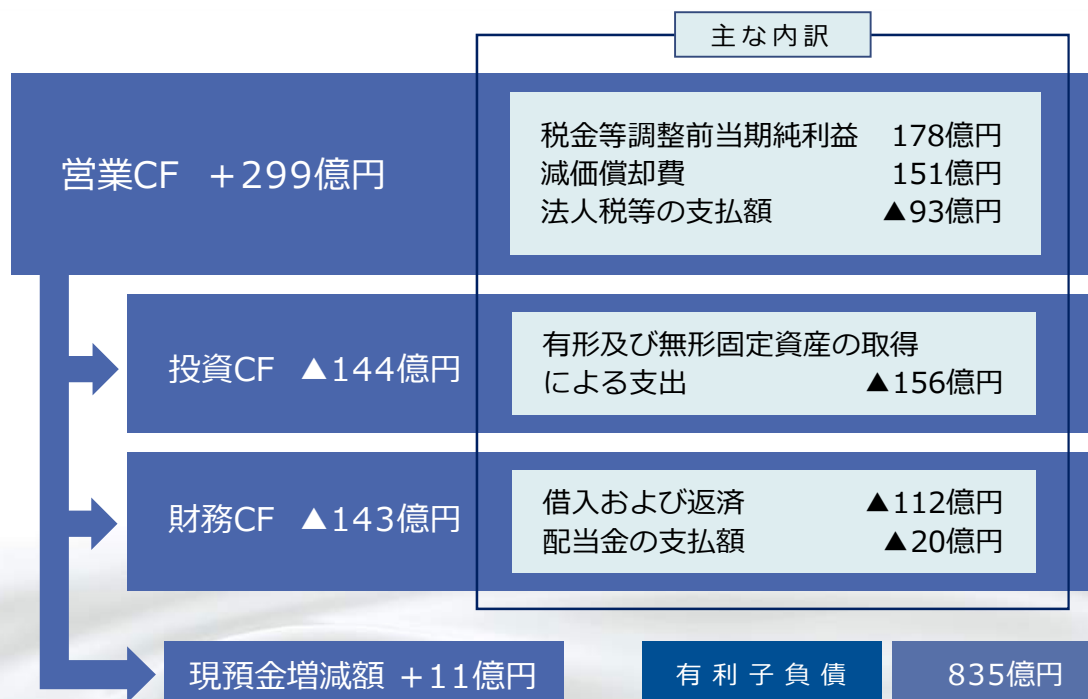 主な内訳
営業CF +299億円
税金等調整前当期純利益 178億円
減価償却費 151億円
法人税等の支払額 ▲93億円
投資CF ▲144億円
有形及び無形固定資産の取得
による支出 ▲156億円
財務CF ▲143億円
借入および返済 ▲112億円
配当金の支払額 ▲20億円
現預金増減額 +11億円
有利子負債 835億円